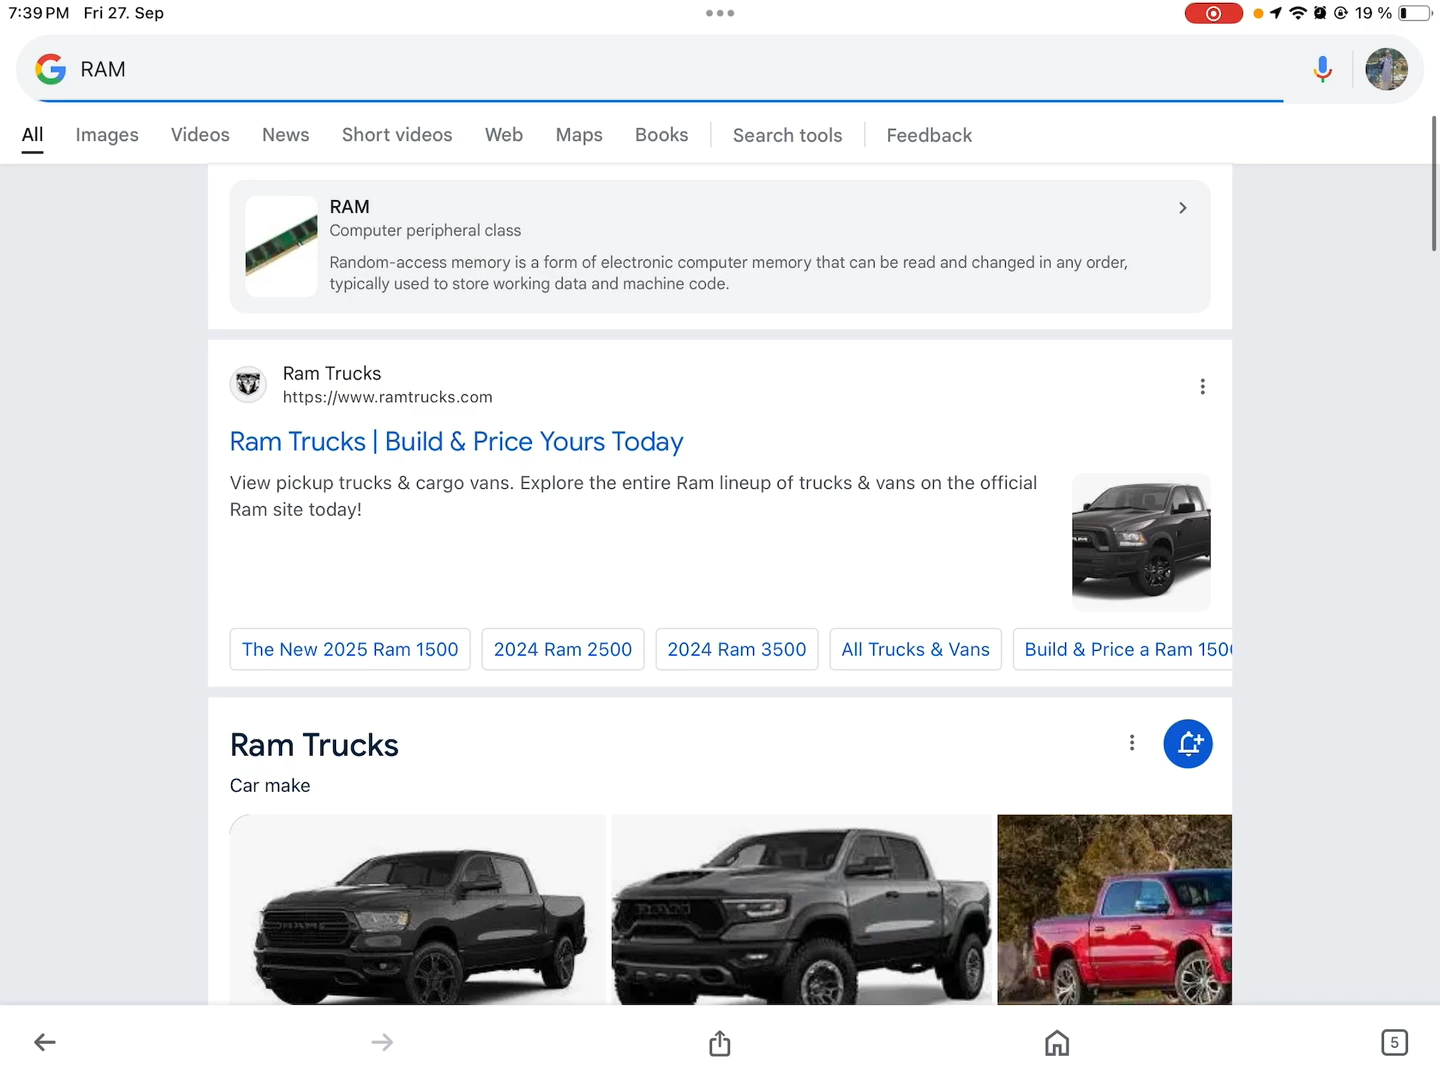 7:39 PM Fri 27. Sep
19 %
RAM
All Images Videos News Short videos Web Maps Books Search tools Feedback
RAM
Computer peripheral class
Random-access memory is a form of electronic computer memory that can be read and changed in any order,
typically used to store working data and machine code.
Ram Trucks
https://www.ramtrucks.com
Ram Trucks | Build & Price Yours Today
View pickup trucks & cargo vans. Explore the entire Ram lineup of trucks & vans on the official
Ram site today!
The New 2025 Ram 1500 2024 Ram 2500 2024 Ram 3500 All Trucks & Vans Build & Price a Ram 150
Ram Trucks
Car make
RAM
RAM
5